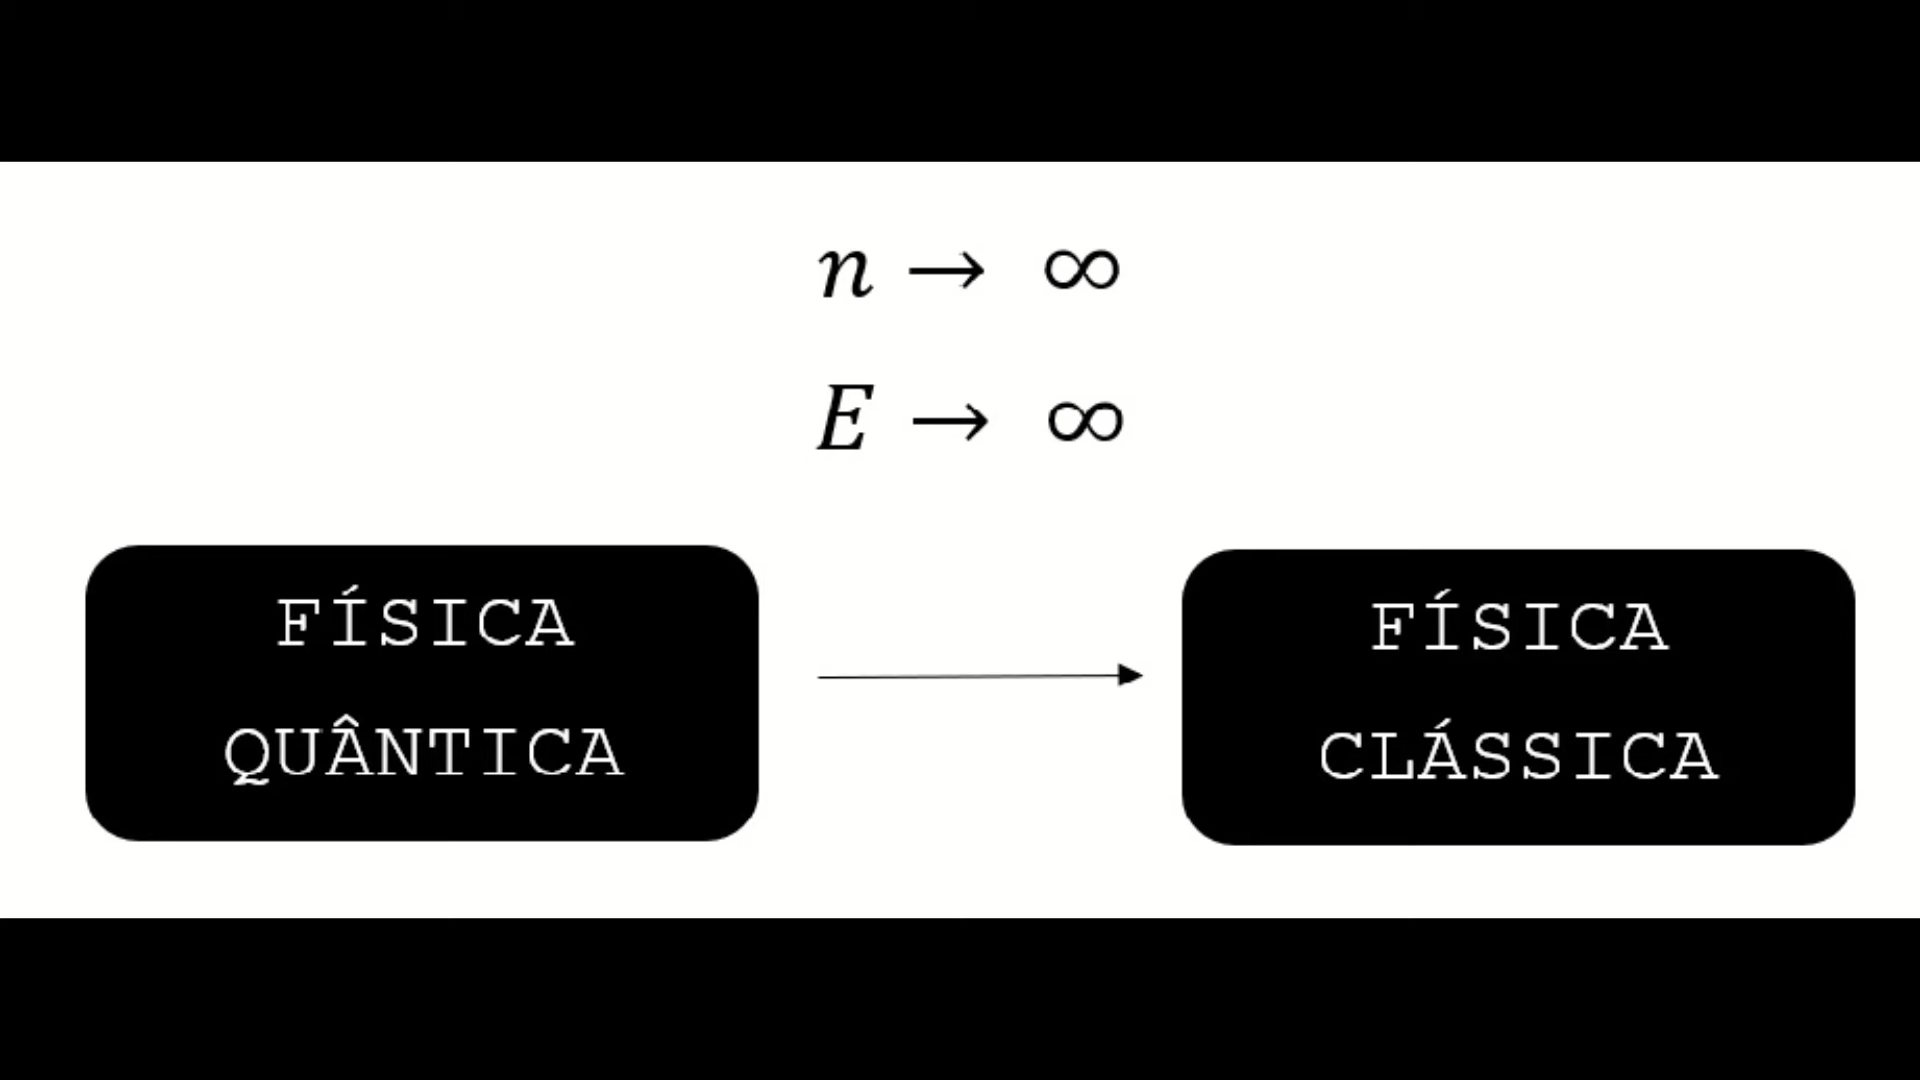 n → ∞
E → ∞
FÍSICA
QUÂNTICA
FÍSICA
CLÁSSICA